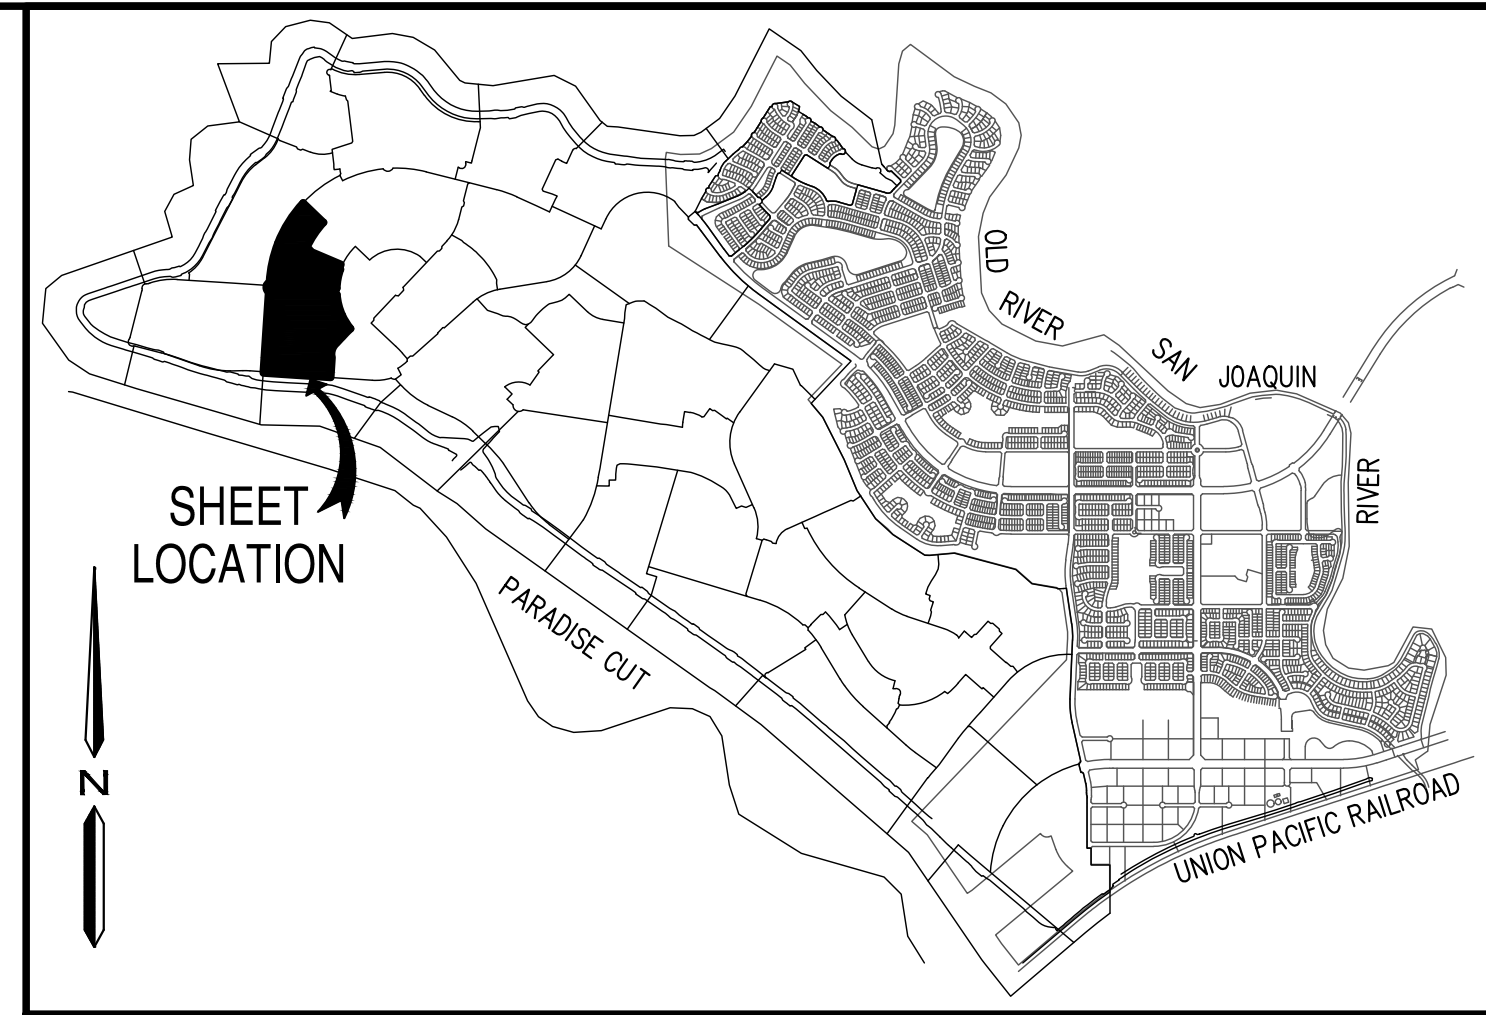 OLD
RIVER
SAN
JOAQUIN
RIVER
SHEET
LOCATION
PARADISE CUT
N
UNION PACIFIC RAILROAD